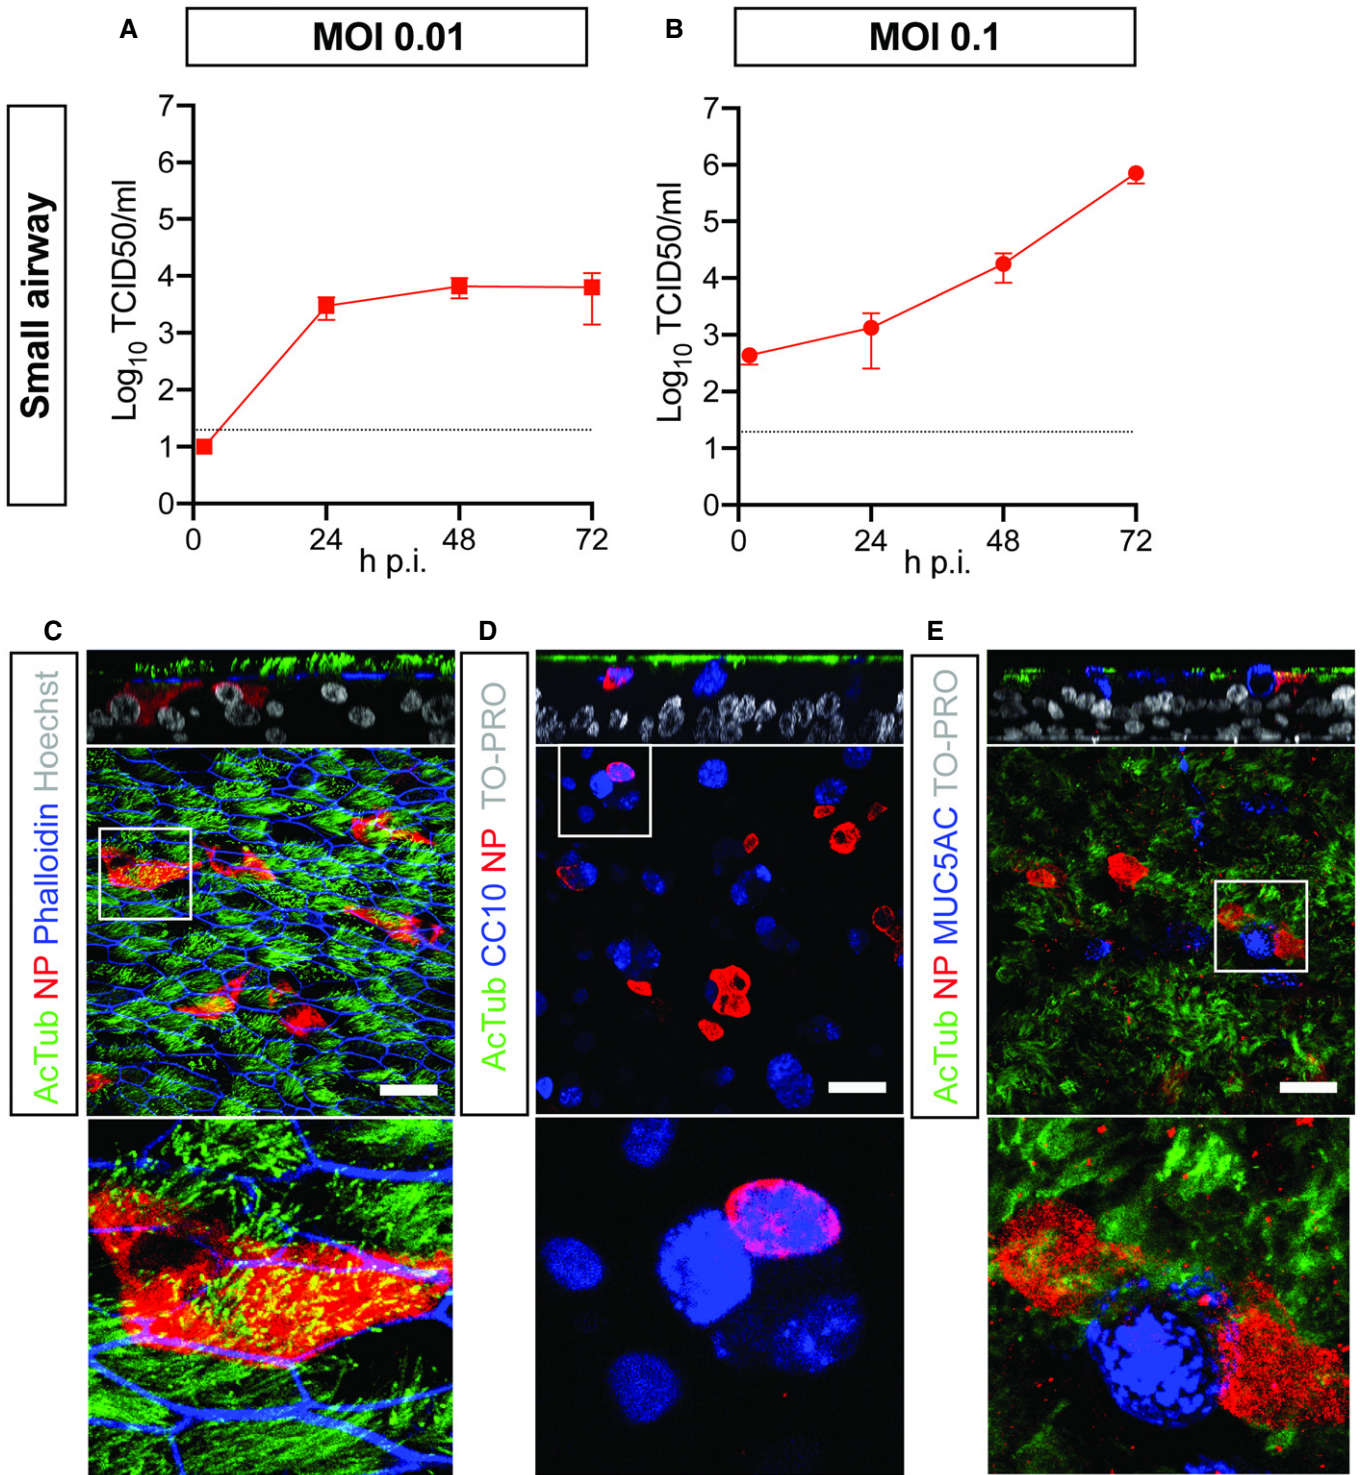 A
MOI 0.01
B
MOI 0.1
Small airway
Log10 TCID50/ml
7
6
5
4
3
2
1
0
0
24
48
72
h p.i.
Log10 TCID50/ml
7
6
5
4
3
2
1
0
0
24
48
72
h p.i.
C
AcTub NP Phalloidin Hoechst
D
AcTub CC10 NP TO-PRO
E
AcTub NP MUC5AC TO-PRO